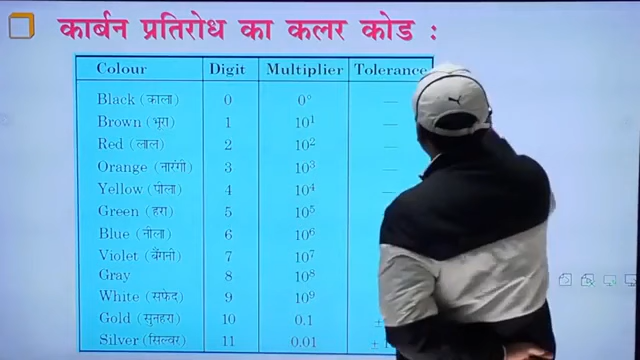 कार्बन प्रतिरोध का कलर कोड :
Colour Digit Multiplier Tolerance
Black (काला) 0 0° —
Brown (भूरा) 1 10¹ —
Red (लाल) 2 10² —
Orange (नारंगी) 3 10³ —
Yellow (पीला) 4 10⁴ —
Green (हरा) 5 10⁵
Blue (नीला) 6 10⁶
Violet (बैंगनी) 7 10⁷
Gray 8 10⁸
White (सफेद) 9 10⁹
Gold (सुनहरा) 10 0.1 ±
Silver (सिल्वर) 11 0.01 ±